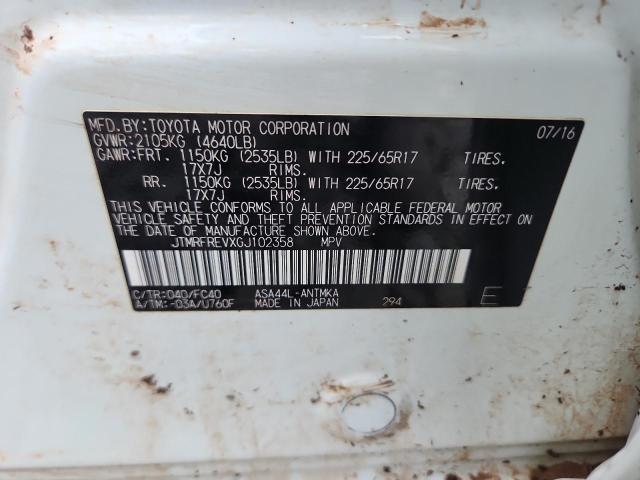 MFD.BY:TOYOTA MOTOR CORPORATION 07/16
GVWR:2105KG (4640LB)
GAWR:FRT. 1150KG (2535LB) WITH 225/65R17 TIRES.
17X7J RIMS.
RR. 1150KG (2535LB) WITH 225/65R17 TIRES.
17X7J RIMS.
THIS VEHICLE CONFORMS TO ALL APPLICABLE FEDERAL MOTOR
VEHICLE SAFETY AND THEFT PREVENTION STANDARDS IN EFFECT ON
THE DATE OF MANUFACTURE SHOWN ABOVE.
JTMRFREVXGJ102358 MPV
C/TR:040/FC40 ASA44L-ANTMKA
A/TM:-03A/U760F MADE IN JAPAN 294 E